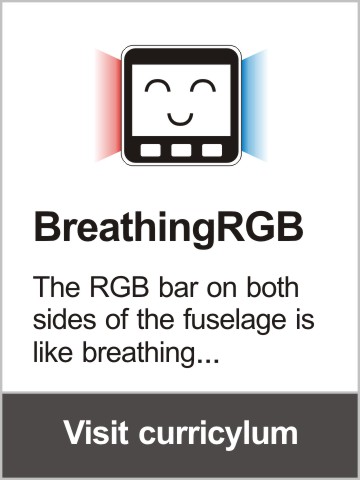 BreathingRGB
The RGB bar on both
sides of the fuselage is
like breathing...
Visit curricylum